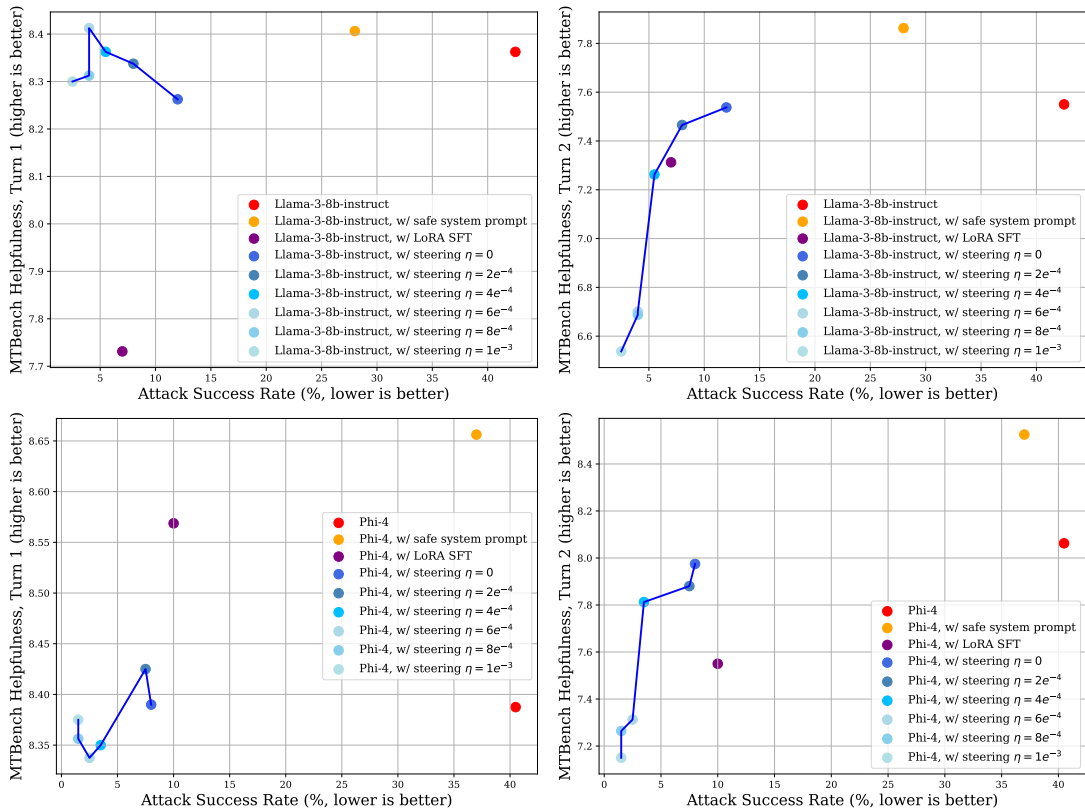 MTBench Helpfulness, Turn 1 (higher is better)
8.4
8.3
8.2
8.1
8.0
7.9
7.8
7.7
Llama-3-8b-instruct
Llama-3-8b-instruct, w/ safe system prompt
Llama-3-8b-instruct, w/ LoRA SFT
Llama-3-8b-instruct, w/ steering η = 0
Llama-3-8b-instruct, w/ steering η = 2e⁻⁴
Llama-3-8b-instruct, w/ steering η = 4e⁻⁴
Llama-3-8b-instruct, w/ steering η = 6e⁻⁴
Llama-3-8b-instruct, w/ steering η = 8e⁻⁴
Llama-3-8b-instruct, w/ steering η = 1e⁻³
5 10 15 20 25 30 35 40
Attack Success Rate (%, lower is better)
MTBench Helpfulness, Turn 2 (higher is better)
7.8
7.6
7.4
7.2
7.0
6.8
6.6
Llama-3-8b-instruct
Llama-3-8b-instruct, w/ safe system prompt
Llama-3-8b-instruct, w/ LoRA SFT
Llama-3-8b-instruct, w/ steering η = 0
Llama-3-8b-instruct, w/ steering η = 2e⁻⁴
Llama-3-8b-instruct, w/ steering η = 4e⁻⁴
Llama-3-8b-instruct, w/ steering η = 6e⁻⁴
Llama-3-8b-instruct, w/ steering η = 8e⁻⁴
Llama-3-8b-instruct, w/ steering η = 1e⁻³
5 10 15 20 25 30 35 40
Attack Success Rate (%, lower is better)
MTBench Helpfulness, Turn 1 (higher is better)
8.65
8.60
8.55
8.50
8.45
8.40
8.35
Phi-4
Phi-4, w/ safe system prompt
Phi-4, w/ LoRA SFT
Phi-4, w/ steering η = 0
Phi-4, w/ steering η = 2e⁻⁴
Phi-4, w/ steering η = 4e⁻⁴
Phi-4, w/ steering η = 6e⁻⁴
Phi-4, w/ steering η = 8e⁻⁴
Phi-4, w/ steering η = 1e⁻³
0 5 10 15 20 25 30 35 40
Attack Success Rate (%, lower is better)
MTBench Helpfulness, Turn 2 (higher is better)
8.4
8.2
8.0
7.8
7.6
7.4
7.2
Phi-4
Phi-4, w/ safe system prompt
Phi-4, w/ LoRA SFT
Phi-4, w/ steering η = 0
Phi-4, w/ steering η = 2e⁻⁴
Phi-4, w/ steering η = 4e⁻⁴
Phi-4, w/ steering η = 6e⁻⁴
Phi-4, w/ steering η = 8e⁻⁴
Phi-4, w/ steering η = 1e⁻³
0 5 10 15 20 25 30 35 40
Attack Success Rate (%, lower is better)